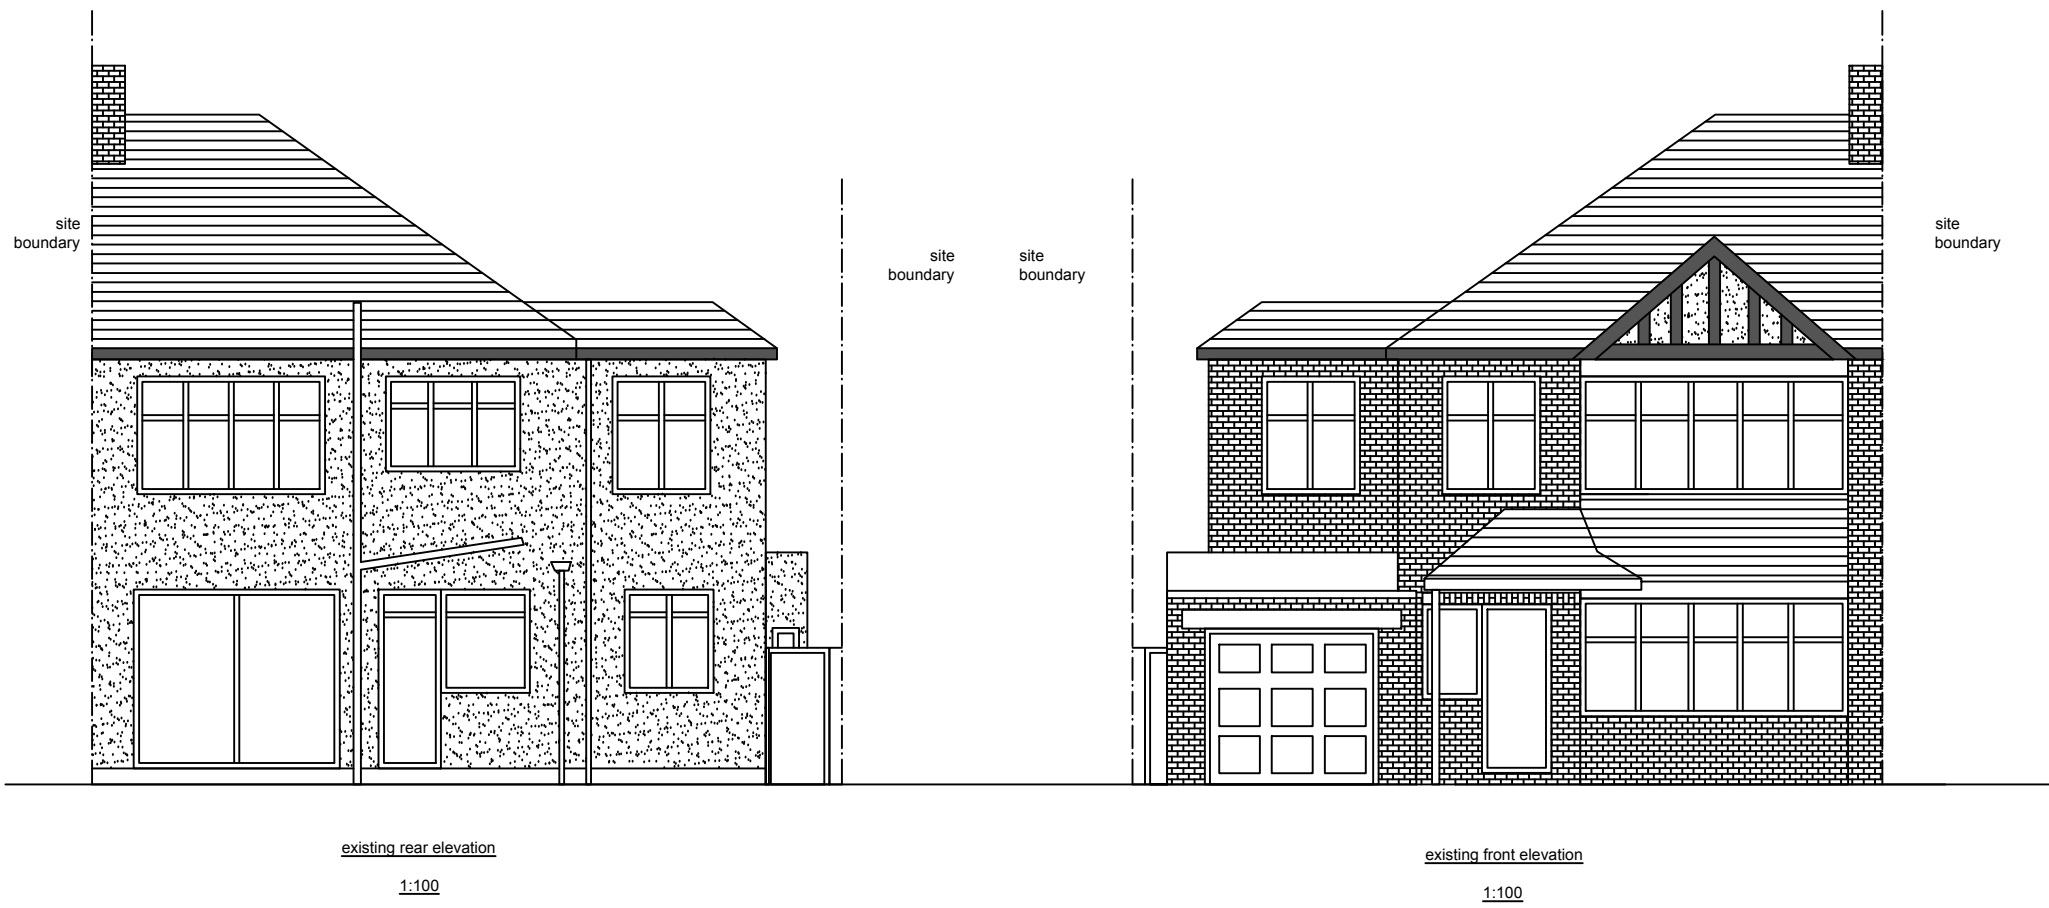 site
boundary
site
boundary
site
boundary
site
boundary
existing rear elevation
1:100
existing front elevation
1:100